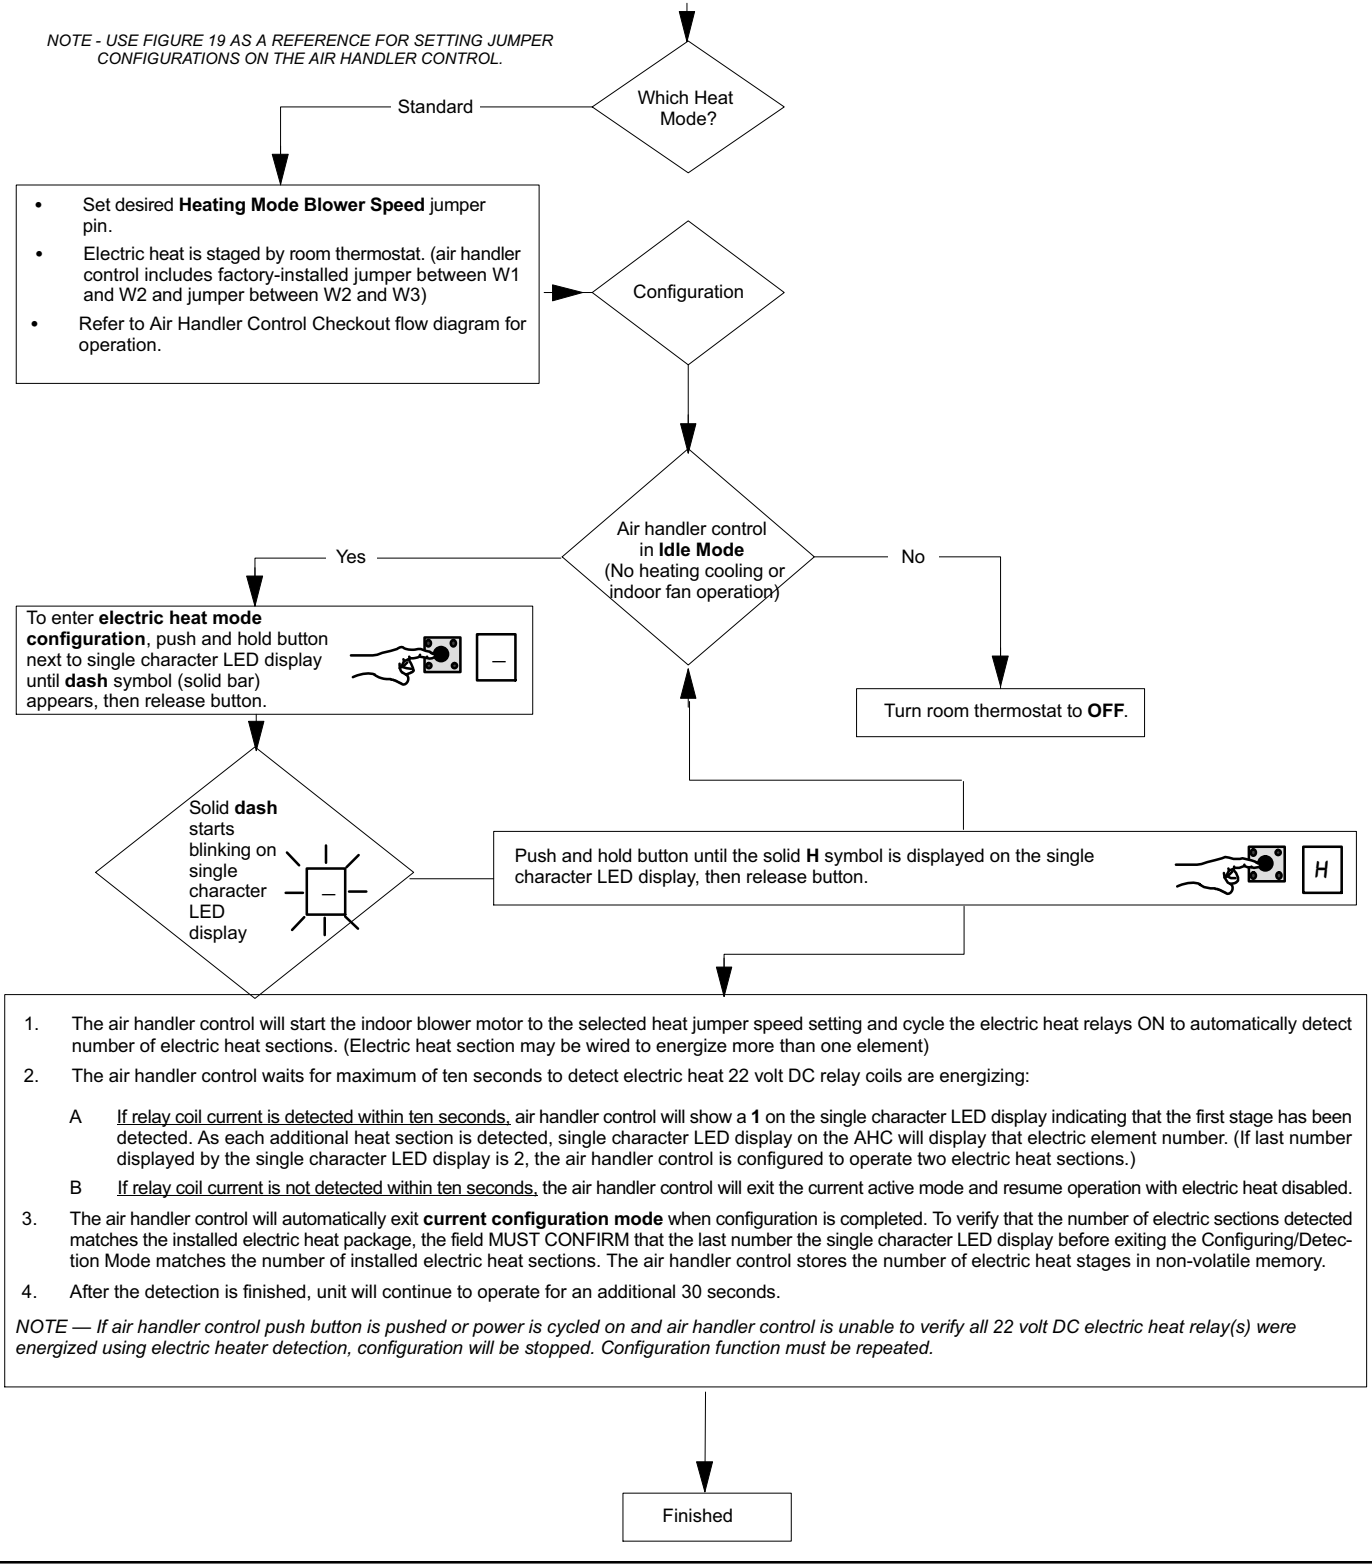 NOTE - USE FIGURE 19 AS A REFERENCE FOR SETTING JUMPER
CONFIGURATIONS ON THE AIR HANDLER CONTROL.
Which Heat
Mode?
Standard
• Set desired Heating Mode Blower Speed jumper
pin.
• Electric heat is staged by room thermostat. (air handler
control includes factory-installed jumper between W1
and W2 and jumper between W2 and W3)
• Refer to Air Handler Control Checkout flow diagram for
operation.
Configuration
Air handler control
in Idle Mode
(No heating cooling or
indoor fan operation)
Yes
No
To enter electric heat mode
configuration, push and hold button
next to single character LED display
until dash symbol (solid bar)
appears, then release button.
–
Turn room thermostat to OFF.
Solid dash
starts
blinking on
single
character
LED
display
–
Push and hold button until the solid H symbol is displayed on the single
character LED display, then release button.
H
1. The air handler control will start the indoor blower motor to the selected heat jumper speed setting and cycle the electric heat relays ON to automatically detect
number of electric heat sections. (Electric heat section may be wired to energize more than one element)
2. The air handler control waits for maximum of ten seconds to detect electric heat 22 volt DC relay coils are energizing:
A If relay coil current is detected within ten seconds, air handler control will show a 1 on the single character LED display indicating that the first stage has been
detected. As each additional heat section is detected, single character LED display on the AHC will display that electric element number. (If last number
displayed by the single character LED display is 2, the air handler control is configured to operate two electric heat sections.)
B If relay coil current is not detected within ten seconds, the air handler control will exit the current active mode and resume operation with electric heat disabled.
3. The air handler control will automatically exit current configuration mode when configuration is completed. To verify that the number of electric sections detected
matches the installed electric heat package, the field MUST CONFIRM that the last number the single character LED display before exiting the Configuring/Detec-
tion Mode matches the number of installed electric heat sections. The air handler control stores the number of electric heat stages in non-volatile memory.
4. After the detection is finished, unit will continue to operate for an additional 30 seconds.
NOTE — If air handler control push button is pushed or power is cycled on and air handler control is unable to verify all 22 volt DC electric heat relay(s) were
energized using electric heater detection, configuration will be stopped. Configuration function must be repeated.
Finished